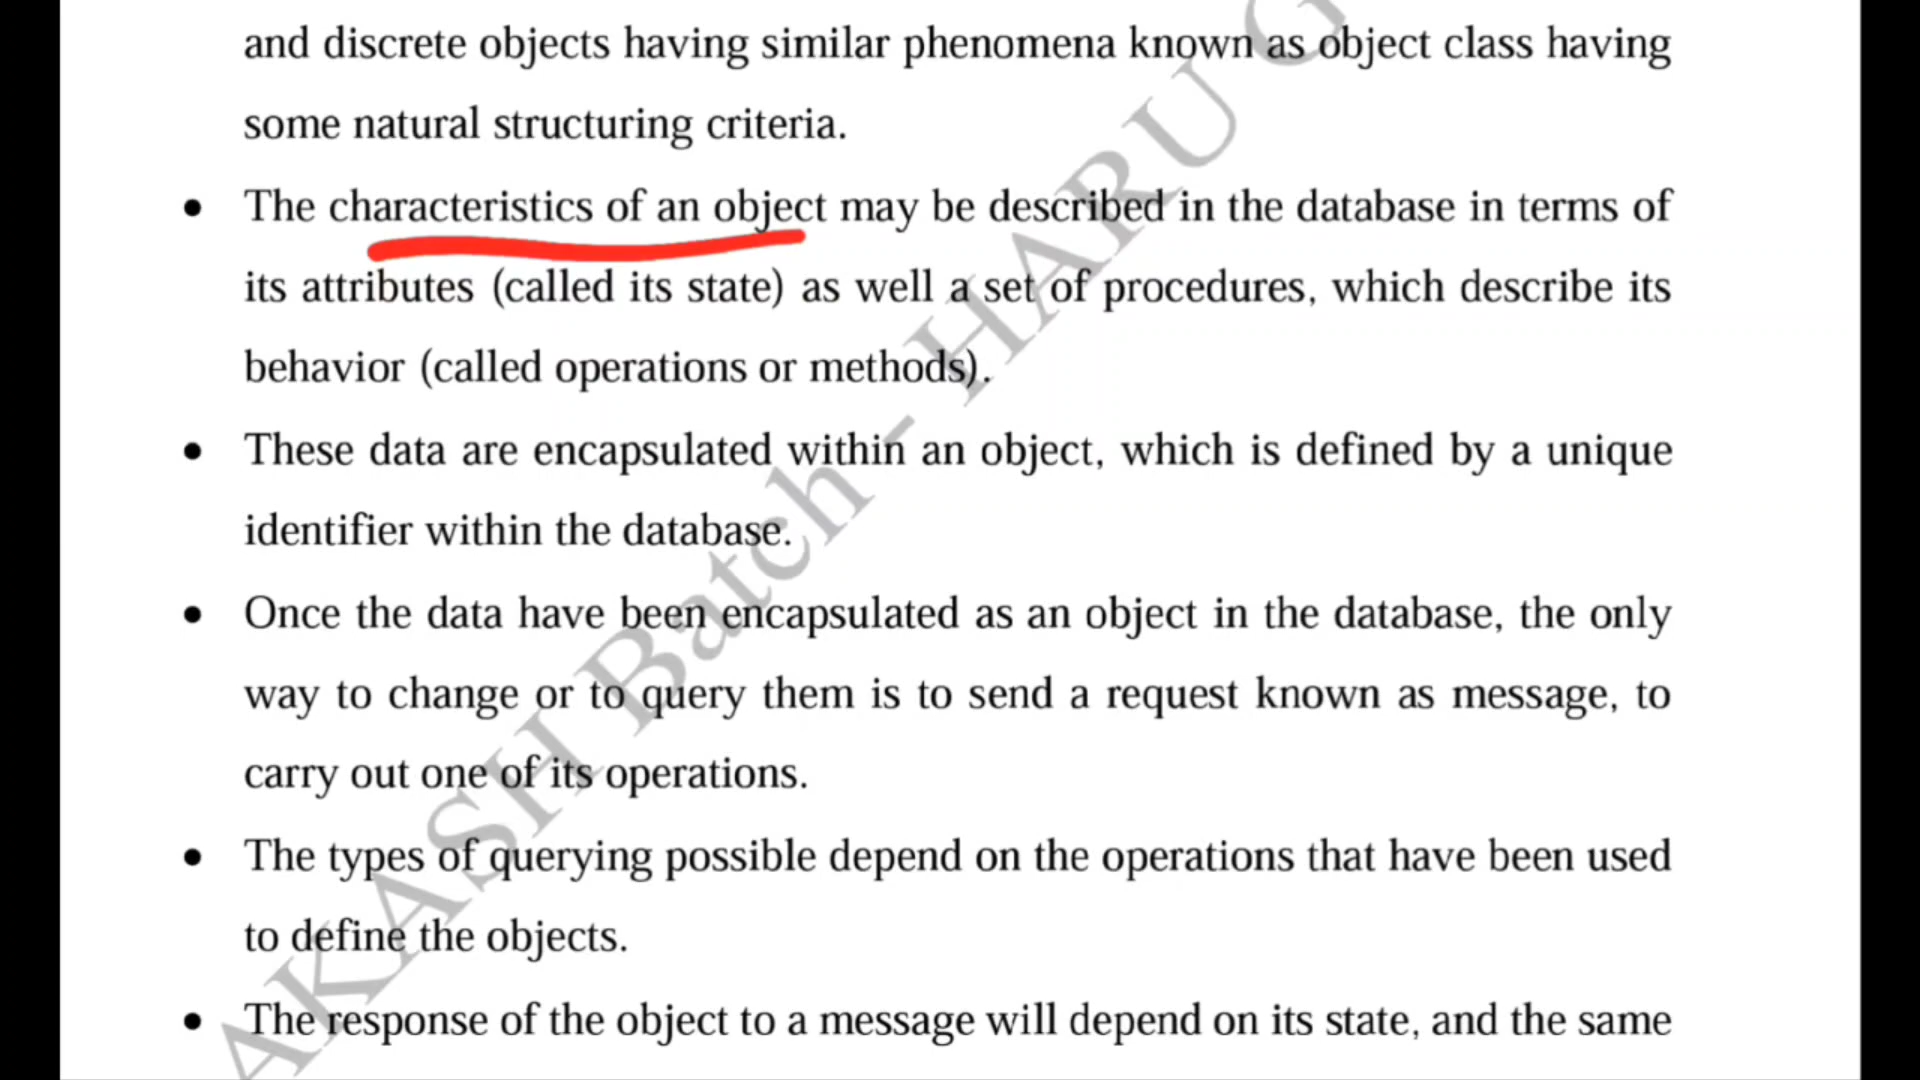 and discrete objects having similar phenomena known as object class having
some natural structuring criteria.
• The characteristics of an object may be described in the database in terms of
its attributes (called its state) as well a set of procedures, which describe its
behavior (called operations or methods).
• These data are encapsulated within an object, which is defined by a unique
identifier within the database.
• Once the data have been encapsulated as an object in the database, the only
way to change or to query them is to send a request known as message, to
carry out one of its operations.
• The types of querying possible depend on the operations that have been used
to define the objects.
• The response of the object to a message will depend on its state, and the same
AKASH Batch - HARU G